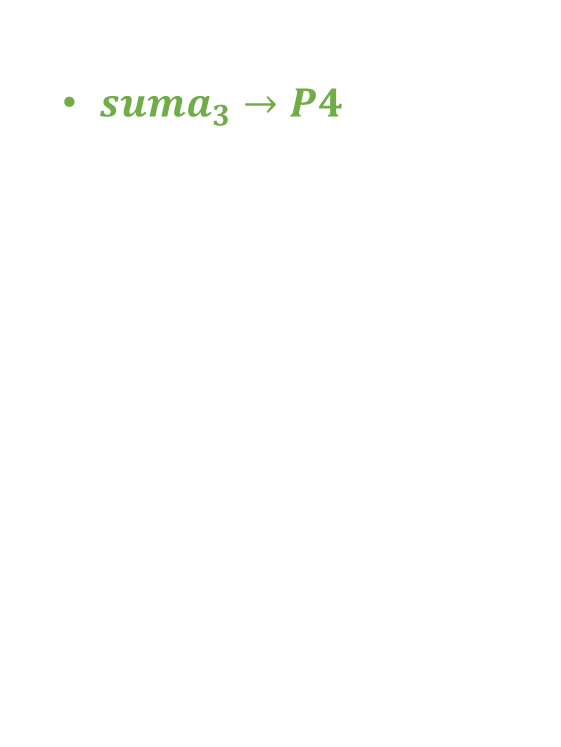 • suma₃ → P4